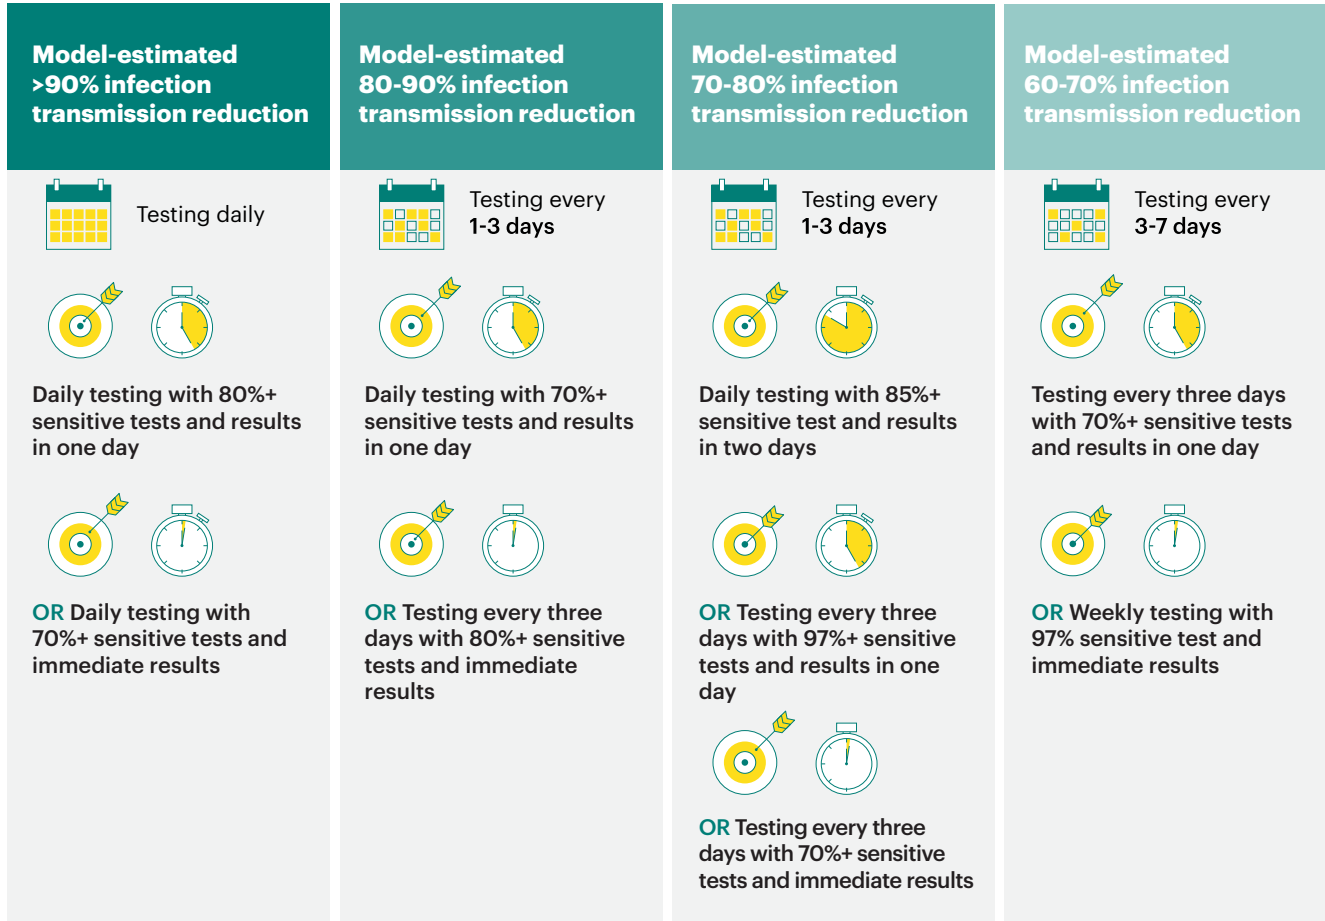 Model-estimated
>90% infection
transmission reduction
Testing daily
Daily testing with 80%+
sensitive tests and results
in one day
OR Daily testing with
70%+ sensitive tests and
immediate results
Model-estimated
80-90% infection
transmission reduction
Testing every
1-3 days
Daily testing with 70%+
sensitive tests and results
in one day
OR Testing every three
days with 80%+ sensitive
tests and immediate
results
Model-estimated
70-80% infection
transmission reduction
Testing every
1-3 days
Daily testing with 85%+
sensitive test and results
in two days
OR Testing every three
days with 97%+ sensitive
tests and results in one
day
OR Testing every three
days with 70%+ sensitive
tests and immediate results
Model-estimated
60-70% infection
transmission reduction
Testing every
3-7 days
Testing every three days
with 70%+ sensitive tests
and results in one day
OR Weekly testing with
97% sensitive test and
immediate results